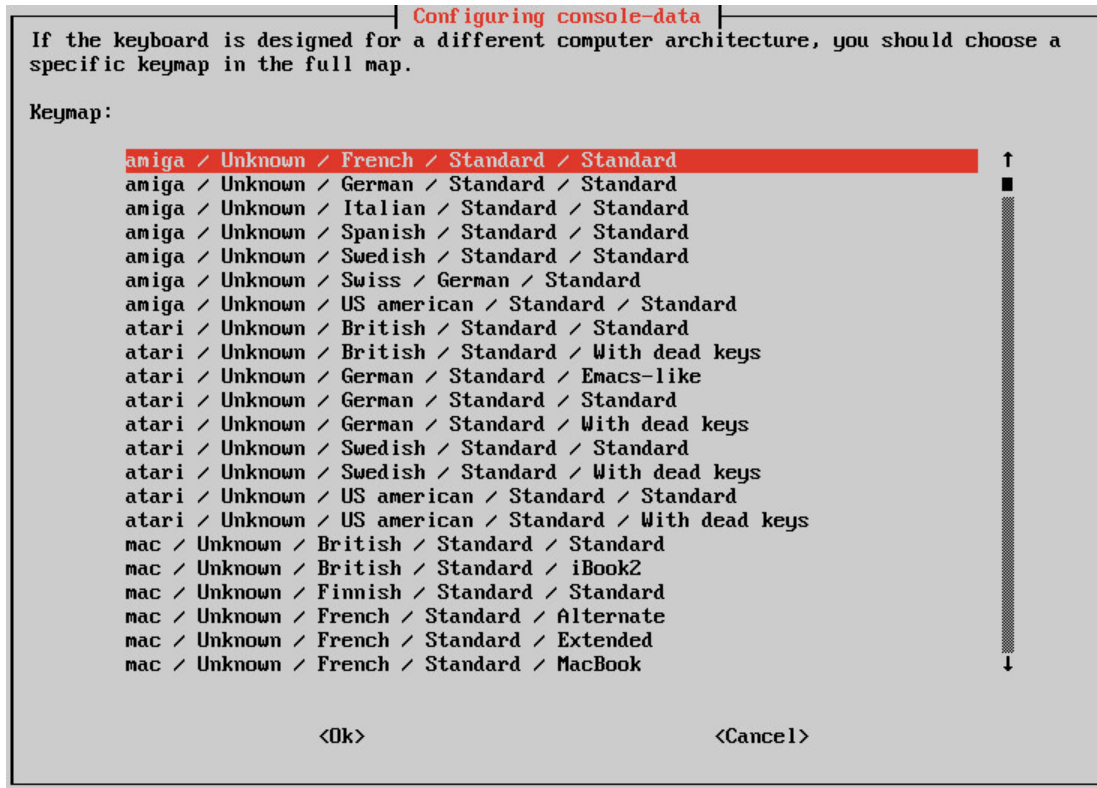 Configuring console-data
If the keyboard is designed for a different computer architecture, you should choose a
specific keymap in the full map.
Keymap:
amiga / Unknown / French / Standard / Standard
amiga / Unknown / German / Standard / Standard
amiga / Unknown / Italian / Standard / Standard
amiga / Unknown / Spanish / Standard / Standard
amiga / Unknown / Swedish / Standard / Standard
amiga / Unknown / Swiss / German / Standard
amiga / Unknown / US american / Standard / Standard
atari / Unknown / British / Standard / Standard
atari / Unknown / British / Standard / With dead keys
atari / Unknown / German / Standard / Emacs-like
atari / Unknown / German / Standard / Standard
atari / Unknown / German / Standard / With dead keys
atari / Unknown / Swedish / Standard / Standard
atari / Unknown / Swedish / Standard / With dead keys
atari / Unknown / US american / Standard / Standard
atari / Unknown / US american / Standard / With dead keys
mac / Unknown / British / Standard / Standard
mac / Unknown / British / Standard / iBook2
mac / Unknown / Finnish / Standard / Standard
mac / Unknown / French / Standard / Alternate
mac / Unknown / French / Standard / Extended
mac / Unknown / French / Standard / MacBook
<Ok> <Cancel>